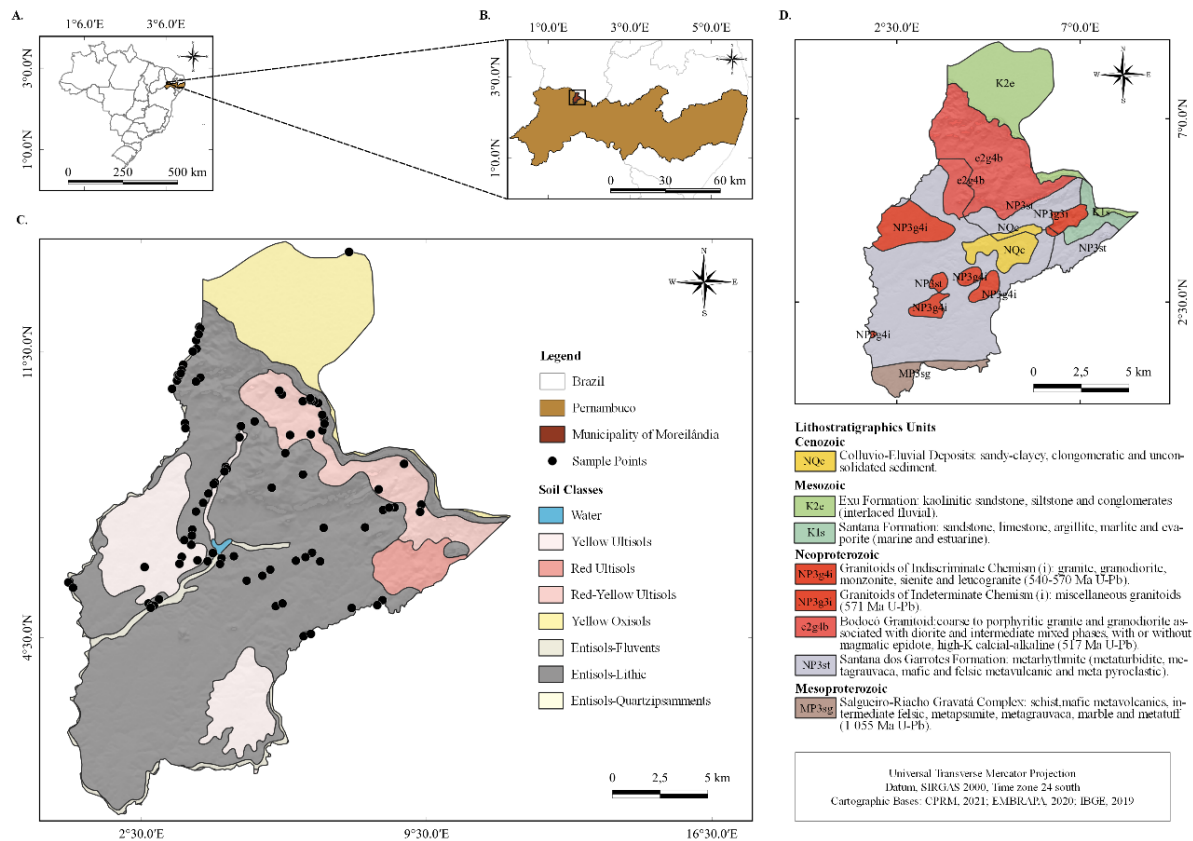 A.
1°6.0'E
3°6.0'E
3°0.0'N
1°0.0'N
N
0 250 500 km
B.
1°0.0'E
3°0.0'E
5°0.0'E
3°0.0'N
1°0.0'N
N
0 30 60 km
C.
11°30.0'N
4°30.0'N
2°30.0'E
9°30.0'E
16°30.0'E
N
W E
S
Legend
Brazil
Pernambuco
Municipality of Moreilândia
Sample Points
Soil Classes
Water
Yellow Ultisols
Red Ultisols
Red-Yellow Ultisols
Yellow Oxisols
Entisols-Fluvents
Entisols-Lithic
Entisols-Quartzipsamments
0 2,5 5 km
D.
2°30.0'E
7°0.0'E
7°0.0'N
2°30.0'N
N
W E
S
K2e
e2g4b
e2g4b
NP3st
NP3g3i
K1s
NP3g4i
NQc
NQc
NP3st
NP3st
NP3g4i
NP3g4i
NP3g4i
NP3g4i
MP3sg
0 2,5 5 km
Lithostratigraphics Units
Cenozoic
NQc Colluvio-Eluvial Deposits: sandy-clayey, clongomeratic and uncon-
solidated sediment.
Mesozoic
K2e Exu Formation: kaolinitic sandstone, siltstone and conglomerates
(interlaced fluvial).
K1s Santana Formation: sandstone, limestone, argillite, marlite and eva-
porite (marine and estuarine).
Neoproterozoic
NP3g4i Granitoids of Indiscriminate Chemism (i): granite, granodiorite,
monzonite, sienite and leucogranite (540-570 Ma U-Pb).
NP3g3i Granitoids of Indeterminate Chemism (i): miscellaneous granitoids
(571 Ma U-Pb).
e2g4b Bodocó Granitoid:coarse to porphyritic granite and granodiorite as-
sociated with diorite and intermediate mixed phases, with or without
magmatic epidote, high-K calcial-alkaline (517 Ma U-Pb).
NP3st Santana dos Garrotes Formation: metarhythmite (metaturbidite, me-
tagrauvaca, mafic and felsic metavulcanic and meta pyroclastic).
Mesoproterozoic
MP3sg Salgueiro-Riacho Gravatá Complex: schist,mafic metavolcanics, in-
termediate felsic, metapsamite, metagrauvaca, marble and metatuff
(1 055 Ma U-Pb).
Universal Transverse Mercator Projection
Datum, SIRGAS 2000, Time zone 24 south
Cartographic Bases: CPRM, 2021; EMBRAPA, 2020; IBGE, 2019